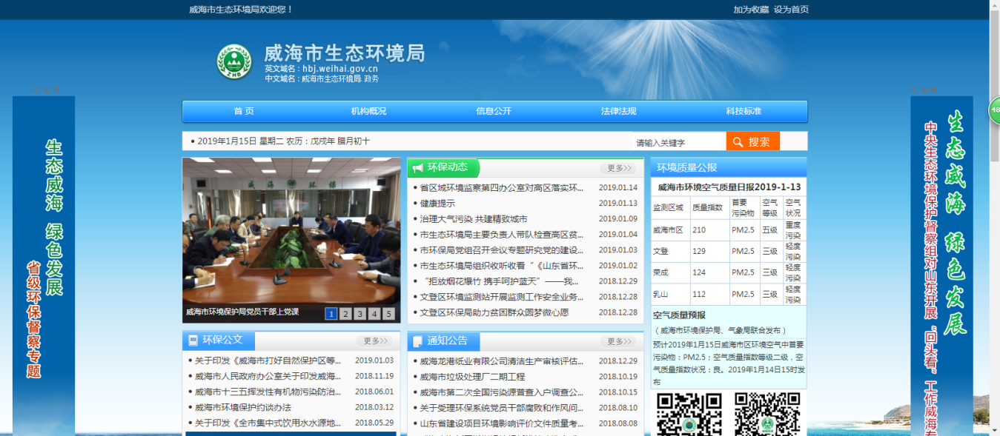 威海市生态环境局欢迎您！
加为收藏 设为首页
威海市生态环境局
英文域名：hbj.weihai.gov.cn
中文域名：威海市生态环境局.政务
ZHB
首 页 机构概况 信息公开 法律法规 科技标准
• 2019年1月15日 星期二 农历：戊戌年 腊月初十
请输入关键字
搜索
生态威海 绿色发展
省级环保督察专题
威 海 环 保
威海市环境保护局党员干部上党课
1 2 3 4 5
环保动态 更多>>
• 省区域环境监察第四办公室对高区落实环... 2019.01.14
• 健康提示 2019.01.13
• 治理大气污染 共建精致城市 2019.01.09
• 市生态环境局主要负责人带队检查高区贫... 2019.01.04
• 市环保局党组召开会议专题研究党的建设... 2019.01.03
• 市生态环境局组织收听收看“《山东省环... 2019.01.02
• “拒放烟花爆竹 携手呵护蓝天”——我... 2018.12.29
• 文登区环境监测站开展监测工作安全业务... 2018.12.28
• 文登区环保局助力贫困群众圆梦微心愿 2018.12.28
环境质量公报
威海市环境空气质量日报2019-1-13
监测区域 质量指数 首要污染物 空气等级 空气状况
威海市区 210 PM2.5 五级 重度污染
文登 129 PM2.5 三级 轻度污染
荣成 124 PM2.5 三级 轻度污染
乳山 112 PM2.5 三级 轻度污染
空气质量预报
（威海市环境保护局、气象局联合发布）
预计2019年1月15日威海市区环境空气中首要
污染物：PM2.5；空气质量指数等级二级，空
气质量指数状况：良。2019年1月14日15时发
布
环保公文 更多>>
• 关于印发《威海市打好自然保护区等... 2019.01.03
• 威海市人民政府办公室关于印发威海... 2018.11.19
• 威海市十三五挥发性有机物污染防治... 2018.06.01
• 威海市环境保护约谈办法 2018.03.12
• 关于印发《全市集中式饮用水水源地... 2018.05.29
通知公告 更多>>
• 威海龙港纸业有限公司清洁生产审核评估... 2018.12.29
• 威海市垃圾处理厂二期工程 2018.10.19
• 威海市第二次全国污染源普查入户调查公... 2018.10.15
• 关于受理环保系统党员干部腐败和作风问... 2018.08.10
• 山东省建设项目环境影响评价文件质量考... 2018.08.08
生态威海 绿色发展
中央生态环境保护督察组对山东开展“回头看”工作威海专
48